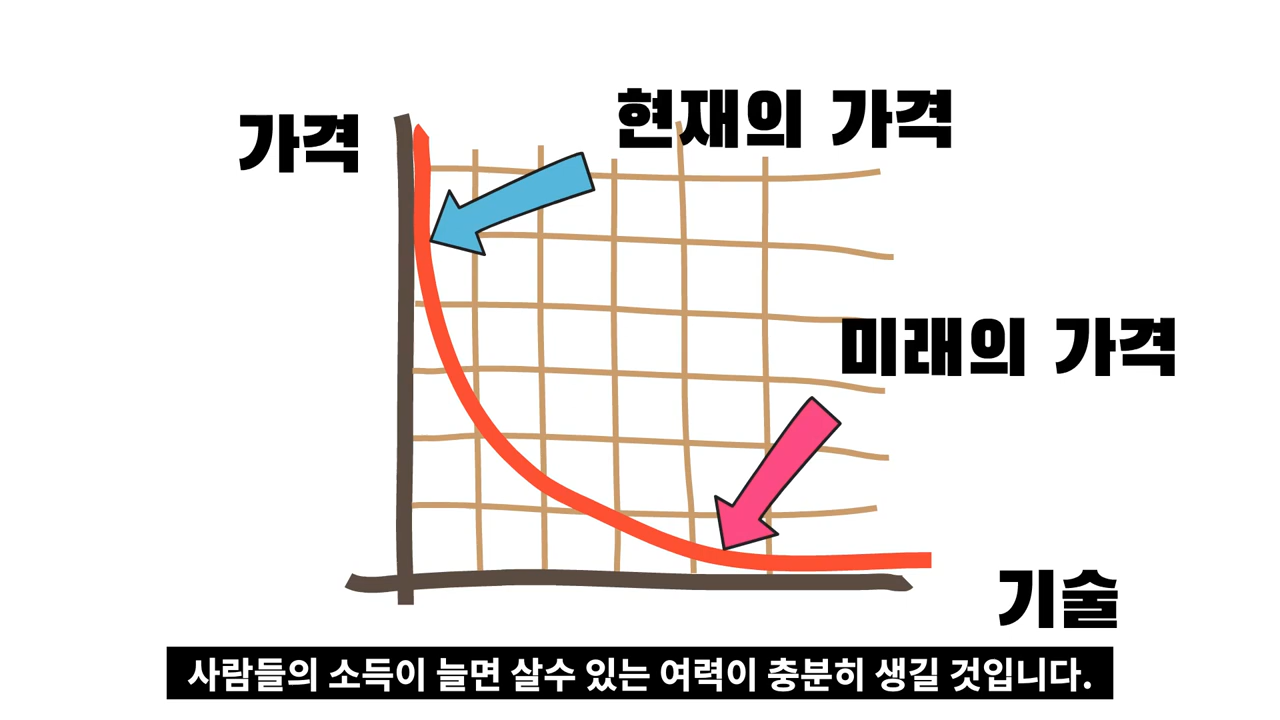 현재의 가격
가격
미래의 가격
기술
사람들의 소득이 늘면 살수 있는 여력이 충분히 생길 것입니다.